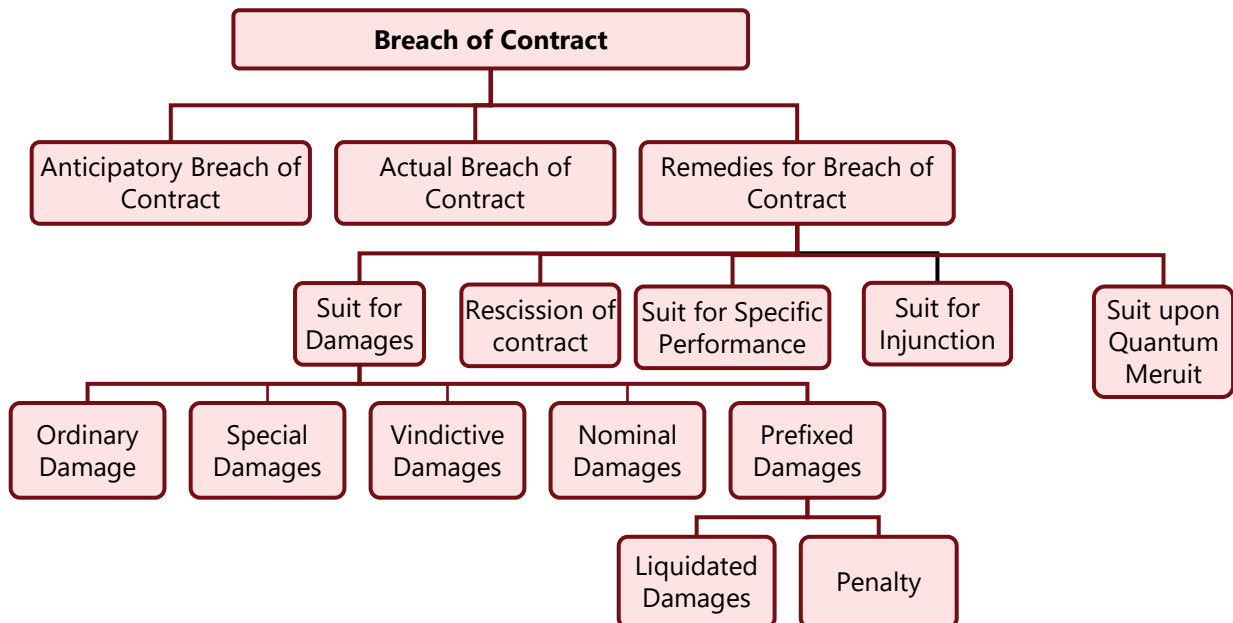 Breach of Contract
Anticipatory Breach of
Contract
Actual Breach of
Contract
Remedies for Breach of
Contract
Suit for
Damages
Rescission of
contract
Suit for Specific
Performance
Suit for
Injunction
Suit upon
Quantum
Meruit
Ordinary
Damage
Special
Damages
Vindictive
Damages
Nominal
Damages
Prefixed
Damages
Liquidated
Damages
Penalty